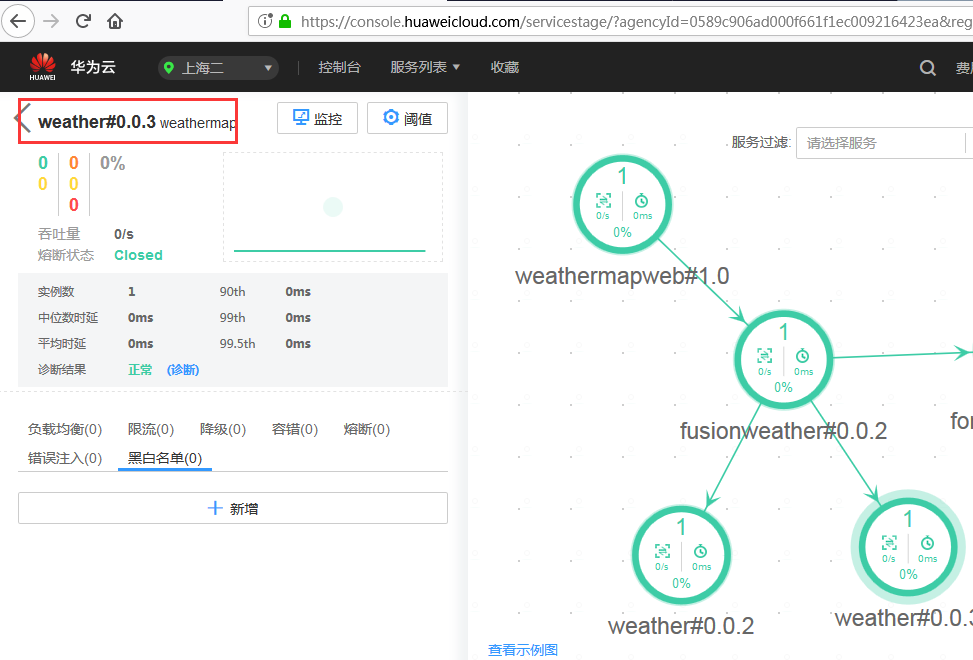 https://console.huaweicloud.com/servicestage/?agencyId=0589c906ad000f661f1ec009216423ea&reg
HUAWEI 华为云 上海二 控制台 服务列表 收藏 费
weather#0.0.3 weathermap 监控 阈值
服务过滤: 请选择服务
0 0 0%
0 0
0
吞吐量 0/s
熔断状态 Closed
实例数 1 90th 0ms
中位数时延 0ms 99th 0ms
平均时延 0ms 99.5th 0ms
诊断结果 正常 (诊断)
负载均衡(0) 限流(0) 降级(0) 容错(0) 熔断(0)
错误注入(0) 黑白名单(0)
新增
1
0/s 0ms
0%
weathermapweb#1.0
1
0/s 0ms
0%
fusionweather#0.0.2
for
1
0/s 0ms
0%
weather#0.0.2
1
0/s 0ms
0%
weather#0.0.3
查看示例图